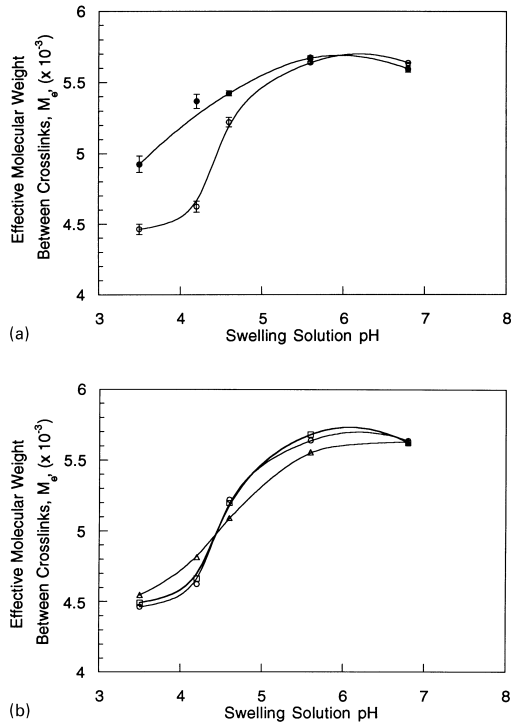 6
5.5
5
4.5
4
Effective Molecular Weight
Between Crosslinks, Me, (x 10-3)
3 4 5 6 7 8
Swelling Solution pH
(a)
6
5.5
5
4.5
4
Effective Molecular Weight
Between Crosslinks, Me, (x 10-3)
3 4 5 6 7 8
Swelling Solution pH
(b)